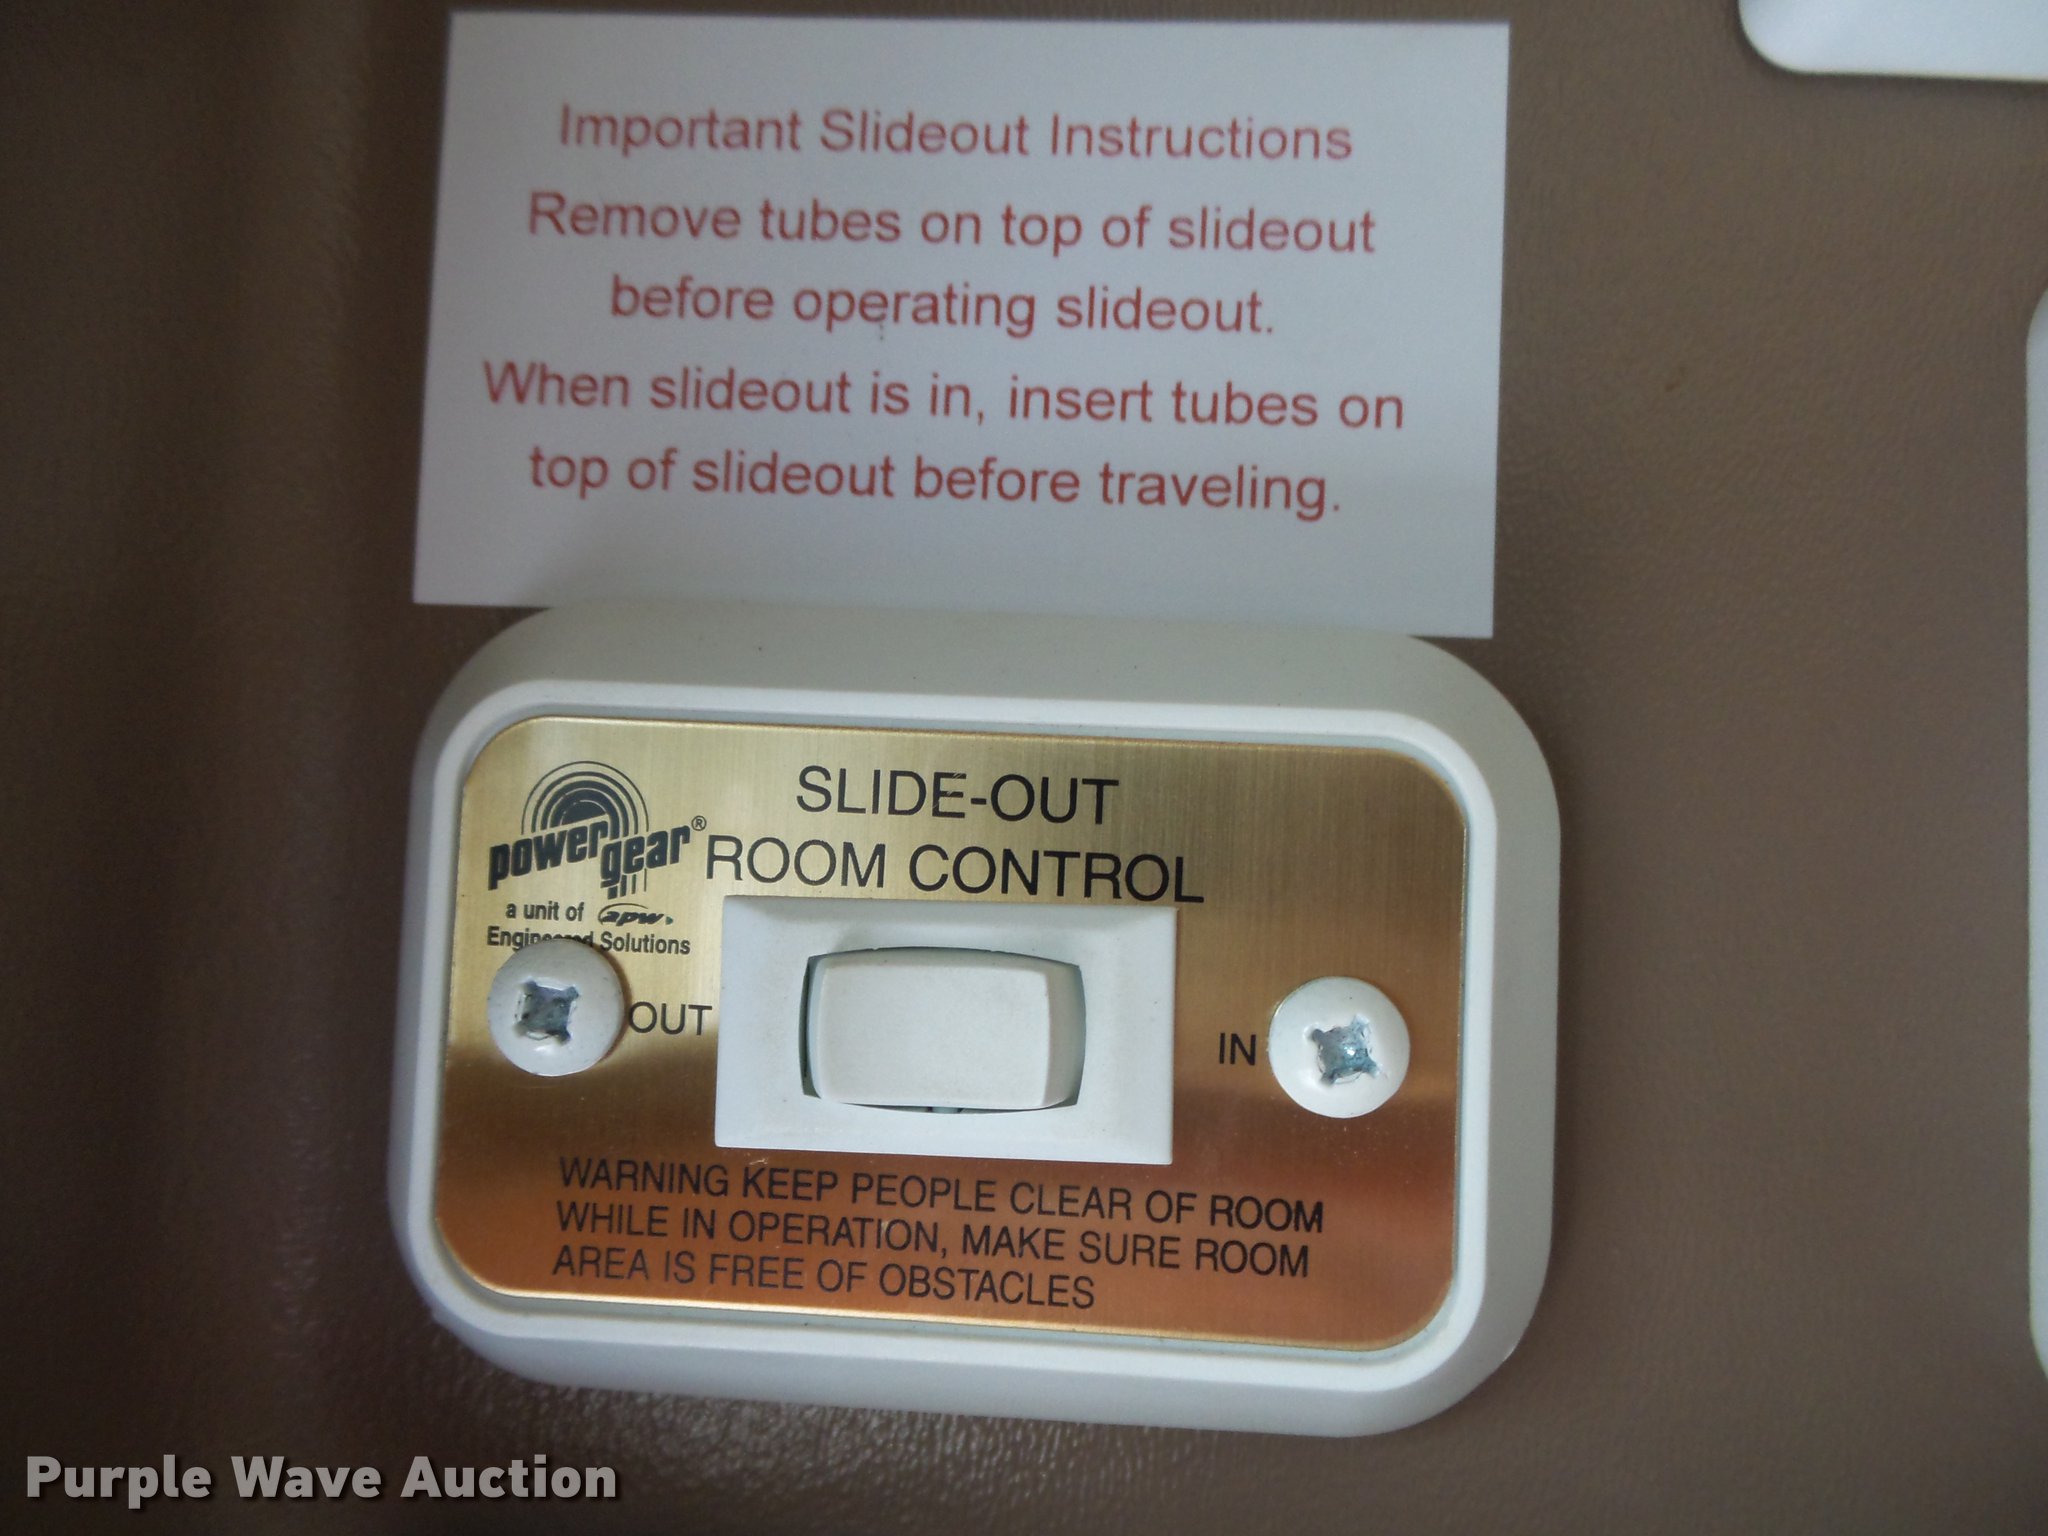 Important Slideout Instructions
Remove tubes on top of slideout
before operating slideout.
When slideout is in, insert tubes on
top of slideout before traveling.
SLIDE-OUT
ROOM CONTROL
powergear®
a unit of apw
Engineered Solutions
OUT
IN
WARNING KEEP PEOPLE CLEAR OF ROOM
WHILE IN OPERATION, MAKE SURE ROOM
AREA IS FREE OF OBSTACLES
Purple Wave Auction